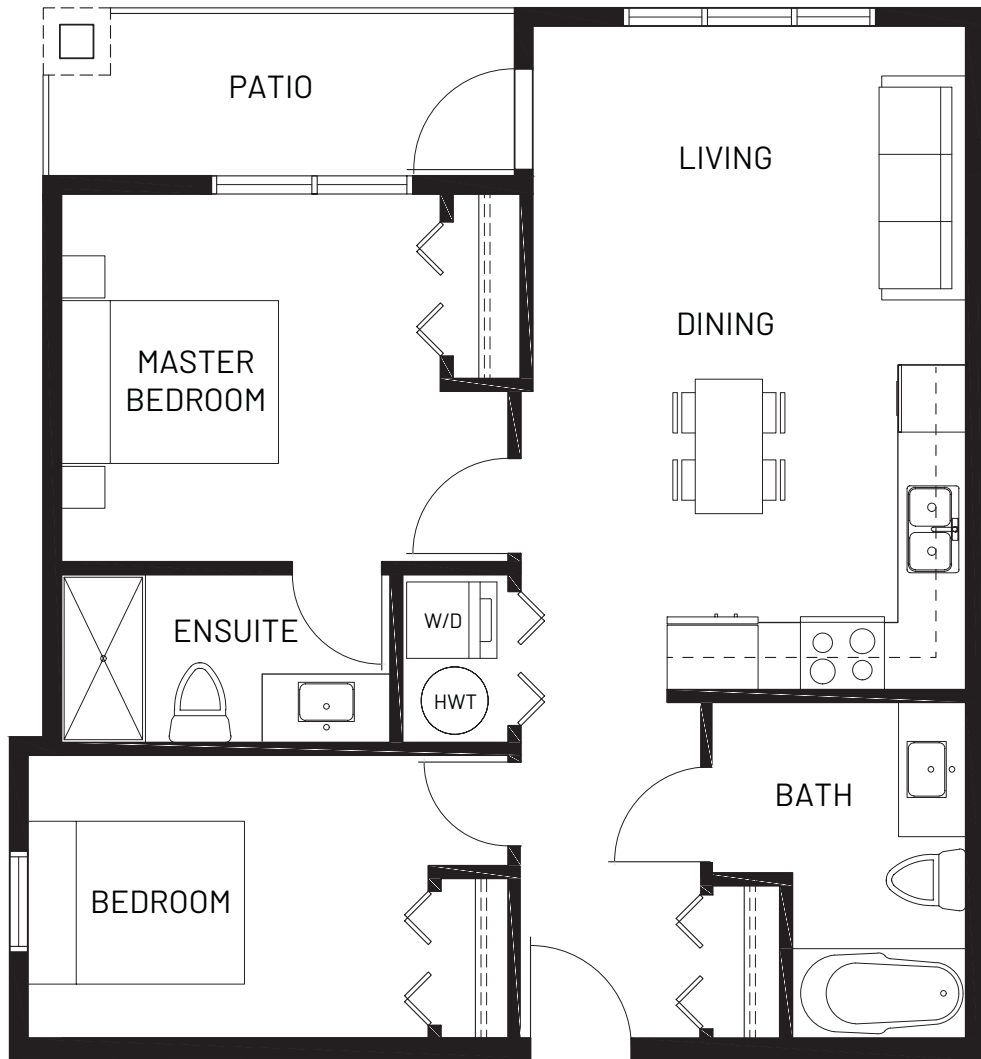 PATIO
LIVING
DINING
MASTER
BEDROOM
W/D
ENSUITE
HWT
BATH
BEDROOM